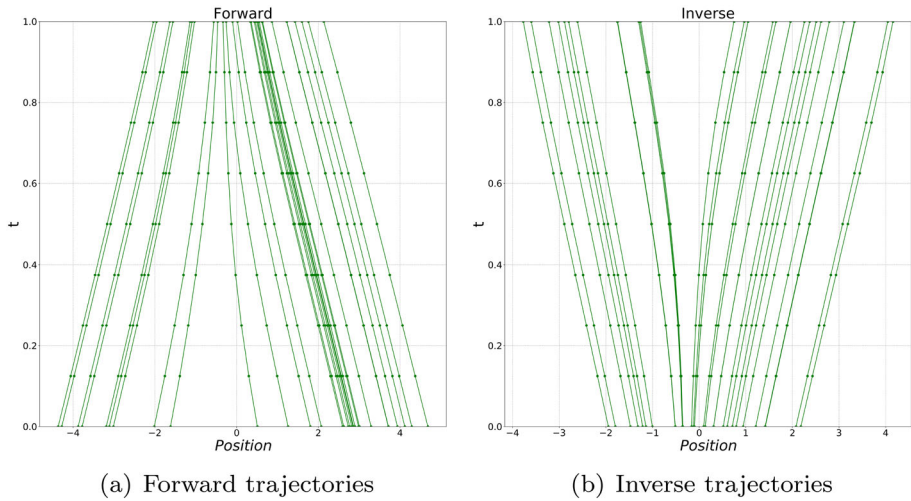 Forward
Inverse
1.0
0.8
0.6
0.4
0.2
0.0
t
−4 −2 0 2 4
Position
1.0
0.8
0.6
0.4
0.2
0.0
t
−4 −3 −2 −1 0 1 2 3 4
Position
(a) Forward trajectories
(b) Inverse trajectories